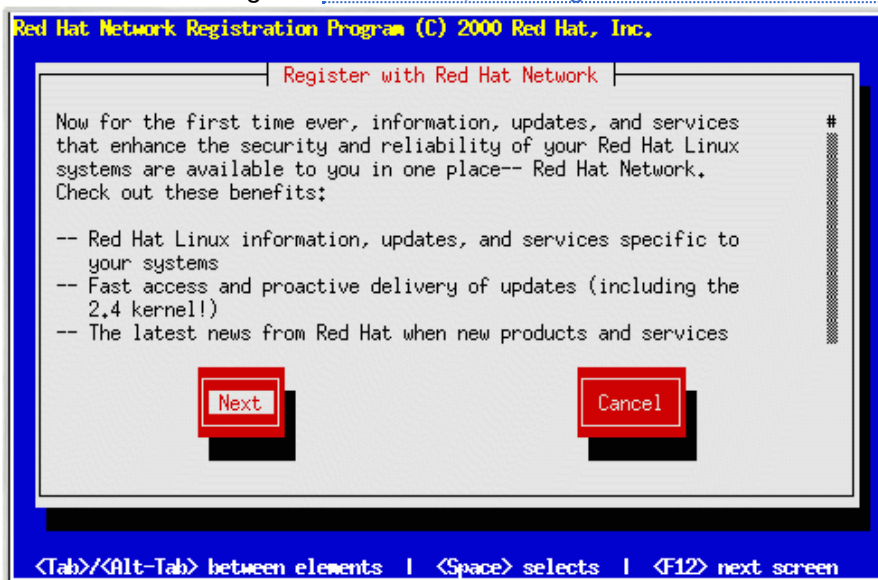 Red Hat Network Registration Program (C) 2000 Red Hat, Inc.
Register with Red Hat Network
Now for the first time ever, information, updates, and services
that enhance the security and reliability of your Red Hat Linux
systems are available to you in one place-- Red Hat Network.
Check out these benefits:
-- Red Hat Linux information, updates, and services specific to
your systems
-- Fast access and proactive delivery of updates (including the
2.4 kernel!)
-- The latest news from Red Hat when new products and services
#
Next
Cancel
<Tab>/<Alt-Tab> between elements | <Space> selects | <F12> next screen